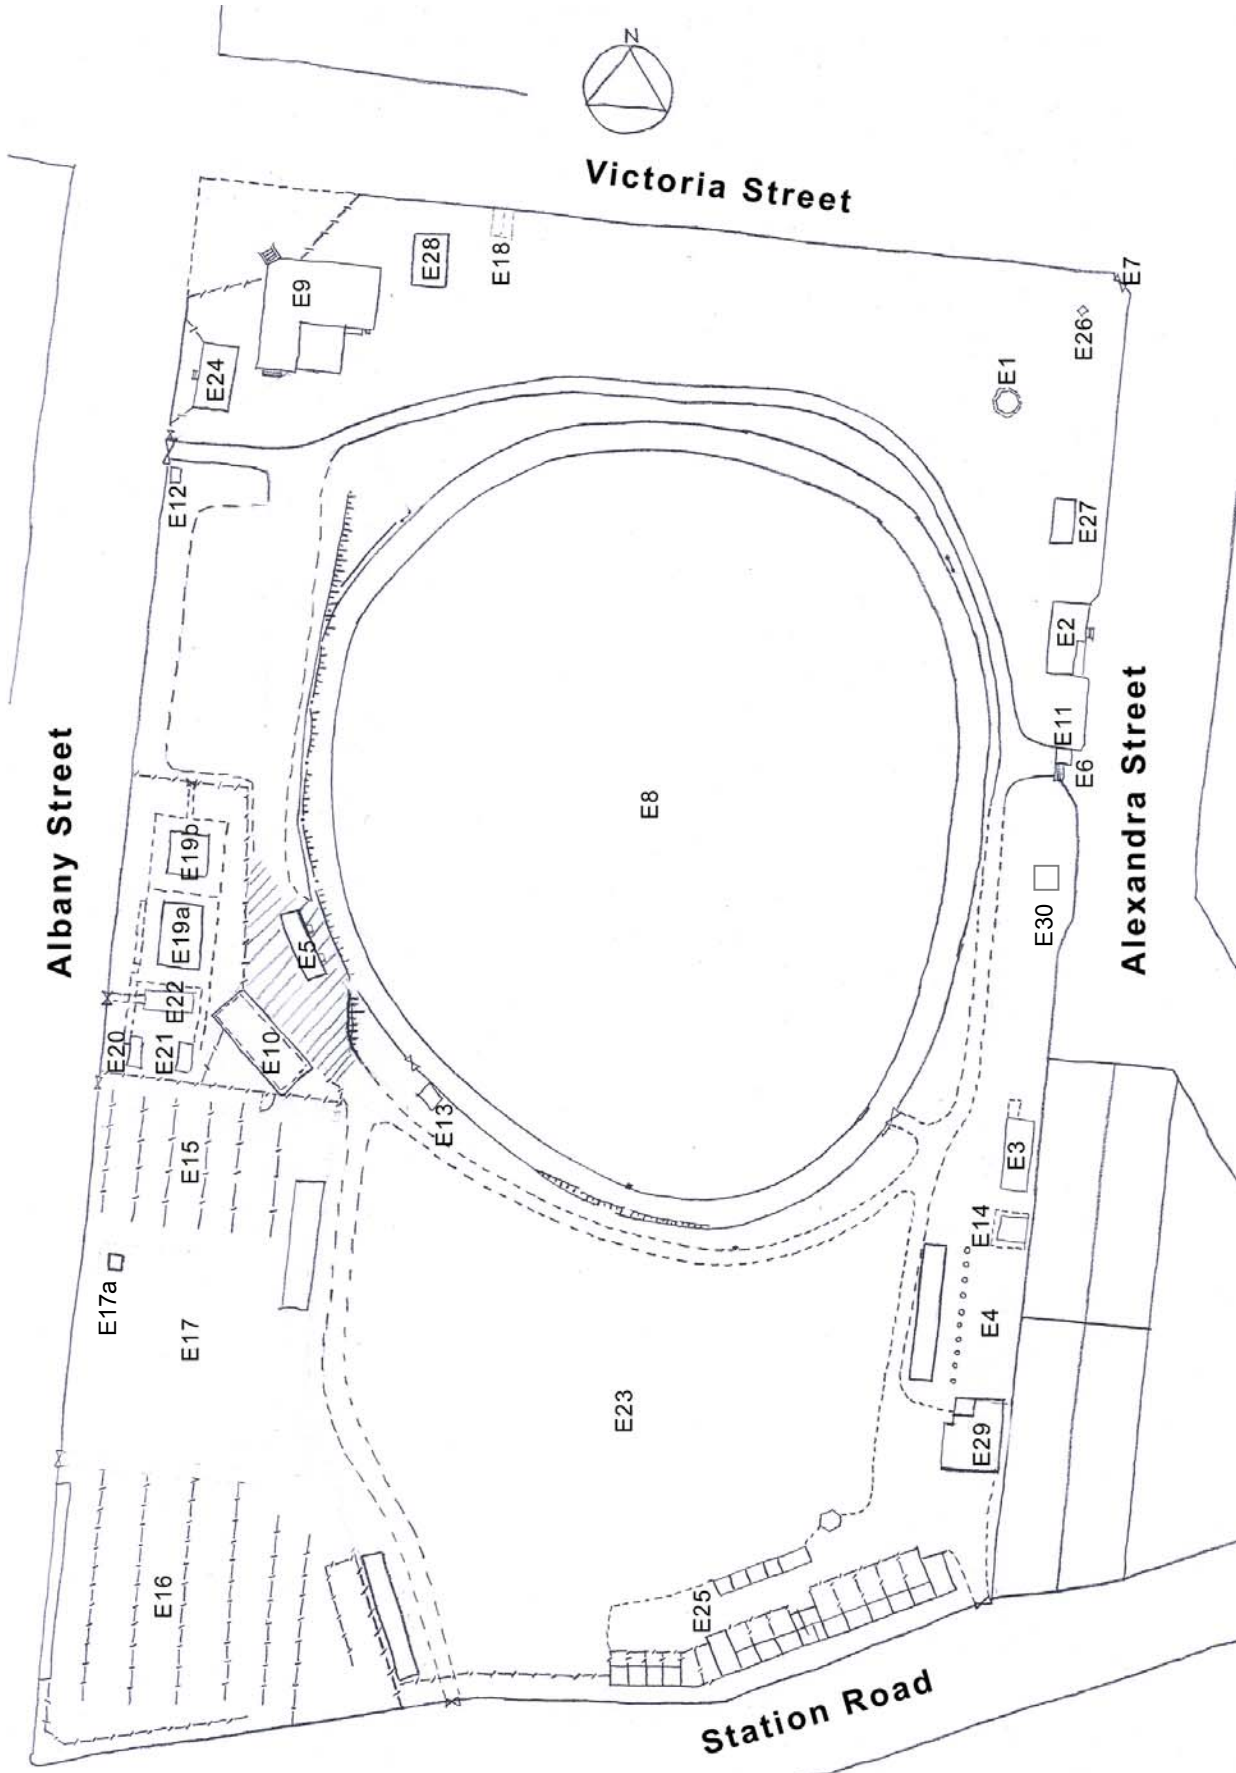 N
Victoria Street
E28
E18
E9
E7
E24
E26
E1
E12
E27
E2
Albany Street
E11
Alexandra Street
E6
E8
E19b
E30
E19a
E5
E22
E20
E21
E10
E13
E15
E3
E14
E17a
E17
E4
E23
E29
E16
E25
Station Road